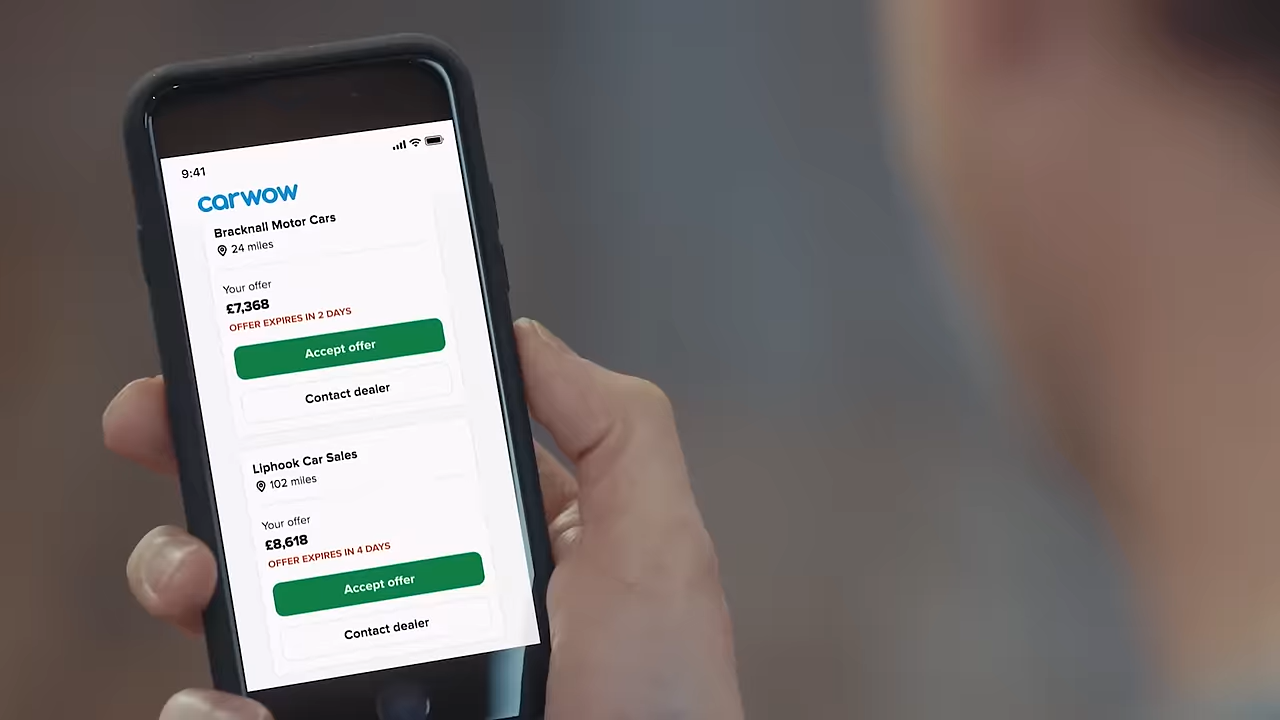 9:41
carwow
Bracknall Motor Cars
24 miles
Your offer
£7,368
OFFER EXPIRES IN 2 DAYS
Accept offer
Contact dealer
Liphook Car Sales
102 miles
Your offer
£8,618
OFFER EXPIRES IN 4 DAYS
Accept offer
Contact dealer